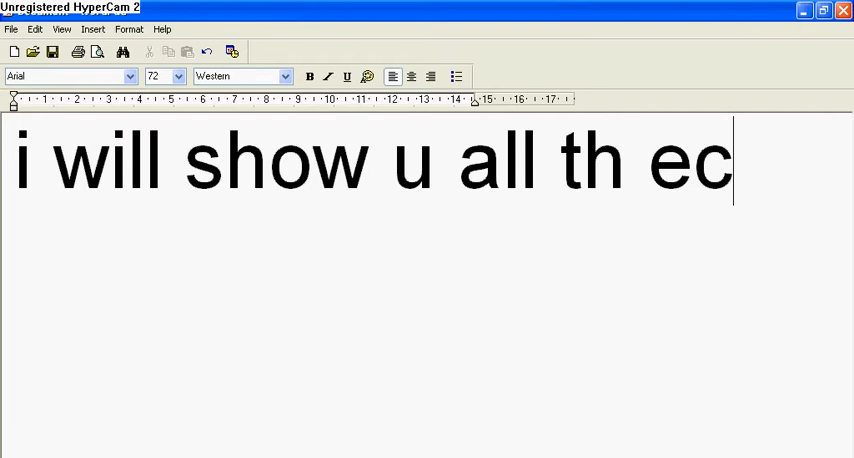 Unregistered HyperCam 2
File Edit View Insert Format Help
Arial 72 Western B I U
1 2 3 4 5 6 7 8 9 10 11 12 13 14 15 16 17
i will show u all th ec